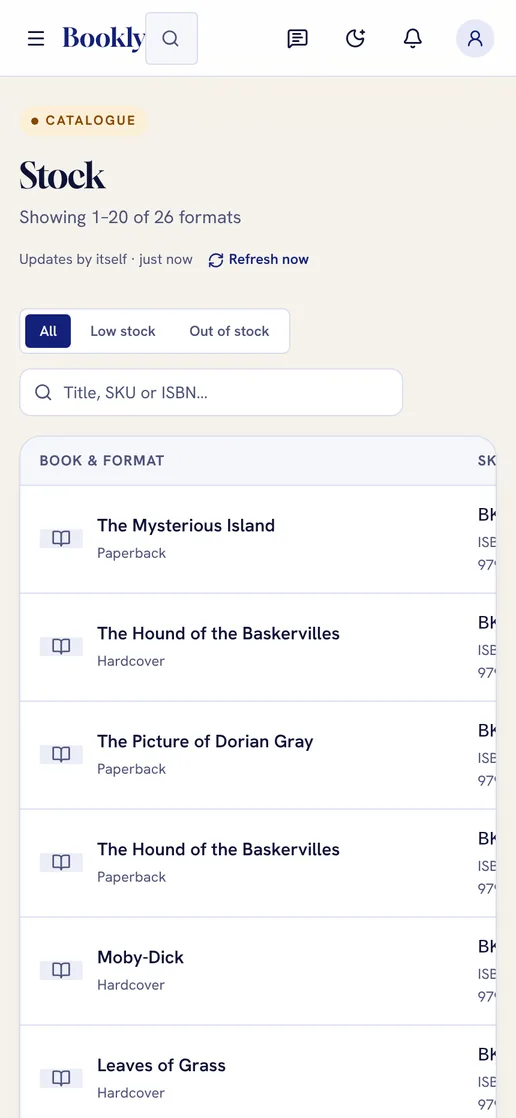 Bookly
CATALOGUE
Stock
Showing 1–20 of 26 formats
Updates by itself · just now Refresh now
All Low stock Out of stock
Title, SKU or ISBN...
BOOK & FORMAT
The Mysterious Island
Paperback
The Hound of the Baskervilles
Hardcover
The Picture of Dorian Gray
Paperback
The Hound of the Baskervilles
Paperback
Moby-Dick
Hardcover
Leaves of Grass
Hardcover